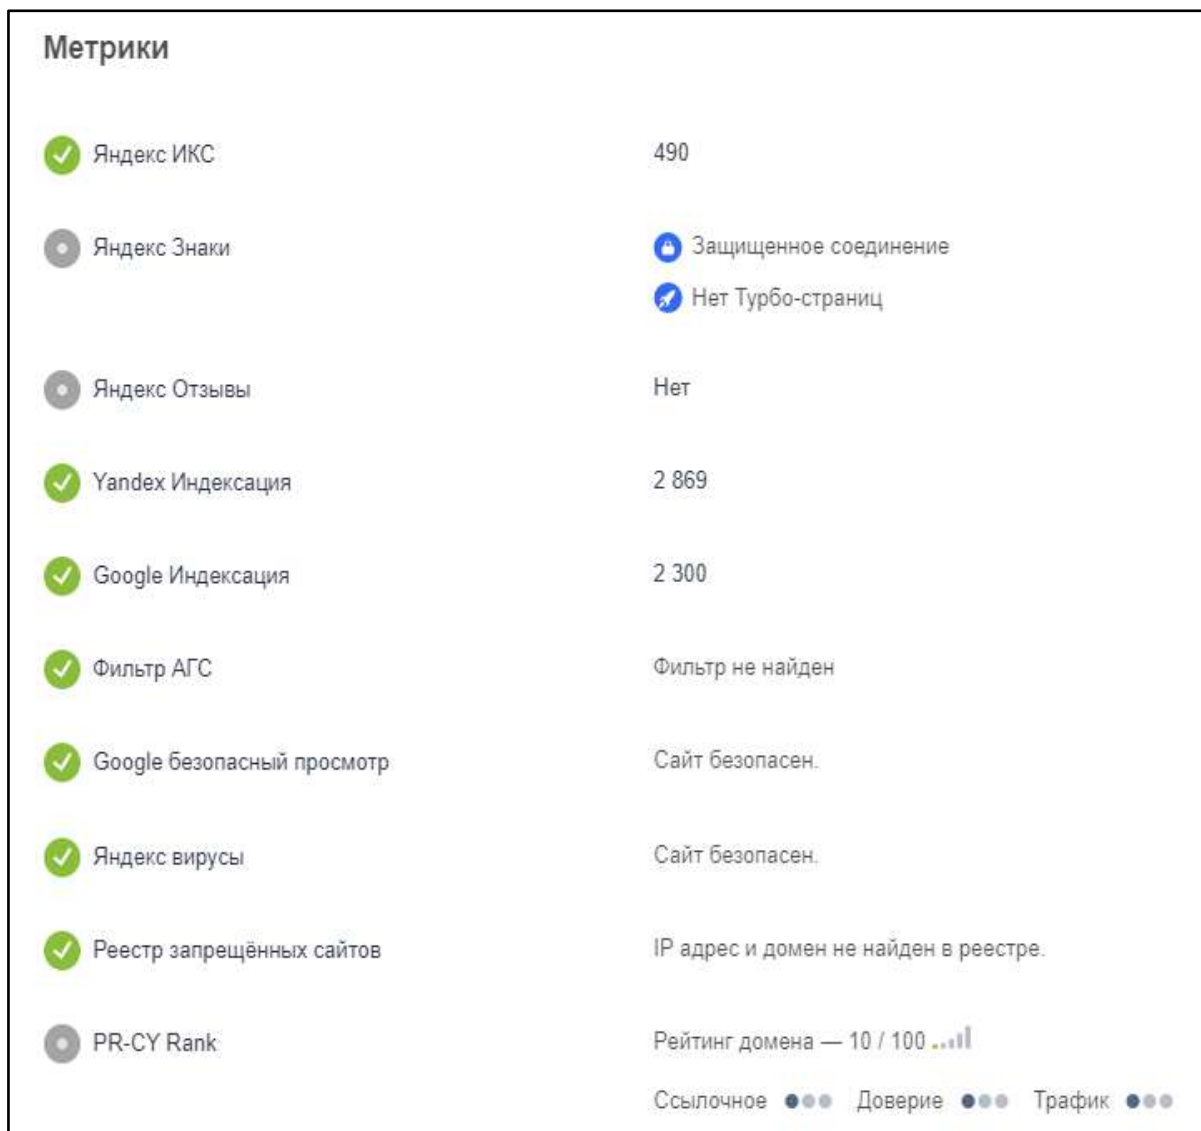 Метрики
Яндекс ИКС 490
Яндекс Знаки Защищенное соединение
Нет Турбо-страниц
Яндекс Отзывы Нет
Yandex Индексация 2 869
Google Индексация 2 300
Фильтр АГС Фильтр не найден
Google безопасный просмотр Сайт безопасен.
Яндекс вирусы Сайт безопасен.
Реестр запрещённых сайтов IP адрес и домен не найден в реестре.
PR-CY Rank Рейтинг домена — 10 / 100
Ссылочное Доверие Трафик